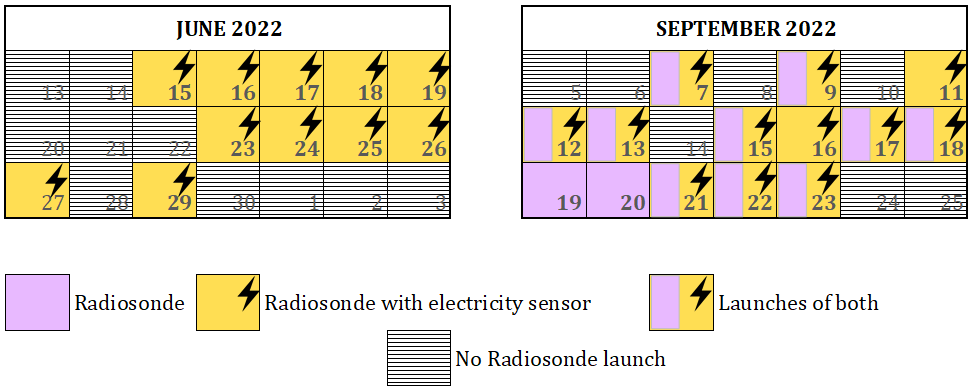 JUNE 2022
13 14 15 16 17 18 19
20 21 22 23 24 25 26
27 28 29 30 1 2 3
SEPTEMBER 2022
5 6 7 8 9 10 11
12 13 14 15 16 17 18
19 20 21 22 23 24 25
Radiosonde
Radiosonde with electricity sensor
Launches of both
No Radiosonde launch